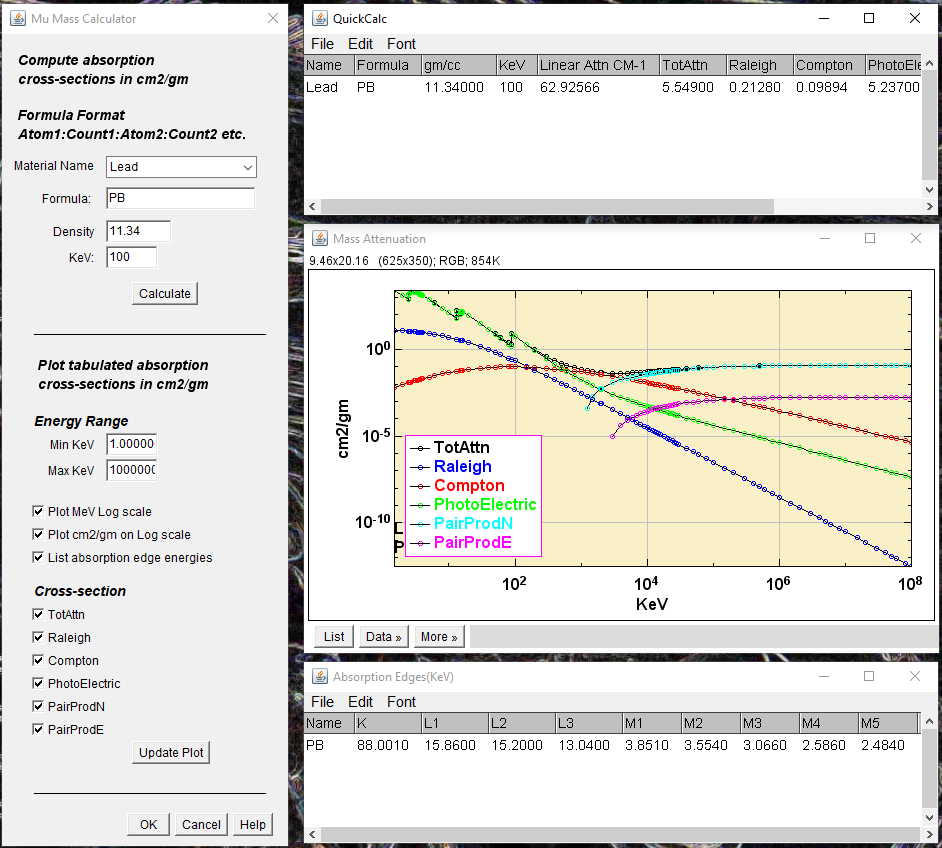 Mu Mass Calculator
Compute absorption
cross-sections in cm2/gm
Formula Format
Atom1:Count1:Atom2:Count2 etc.
Material Name Lead
Formula: PB
Density 11.34
KeV: 100
Calculate
Plot tabulated absorption
cross-sections in cm2/gm
Energy Range
Min KeV 1.00000
Max KeV 1000000
Plot MeV Log scale
Plot cm2/gm on Log scale
List absorption edge energies
Cross-section
TotAttn
Raleigh
Compton
PhotoElectric
PairProdN
PairProdE
Update Plot
OK Cancel Help
QuickCalc
File Edit Font
Name Formula gm/cc KeV Linear Attn CM-1 TotAttn Raleigh Compton PhotoEle
Lead PB 11.34000 100 62.92566 5.54900 0.21280 0.09894 5.23700
Mass Attenuation
9.46x20.16 (625x350); RGB; 854K
10^0
10^-5
10^-10
cm2/gm
L
P
TotAttn
Raleigh
Compton
PhotoElectric
PairProdN
PairProdE
10^2 10^4 10^6 10^8
KeV
List Data » More »
Absorption Edges(KeV)
File Edit Font
Name K L1 L2 L3 M1 M2 M3 M4 M5
PB 88.0010 15.8600 15.2000 13.0400 3.8510 3.5540 3.0660 2.5860 2.4840